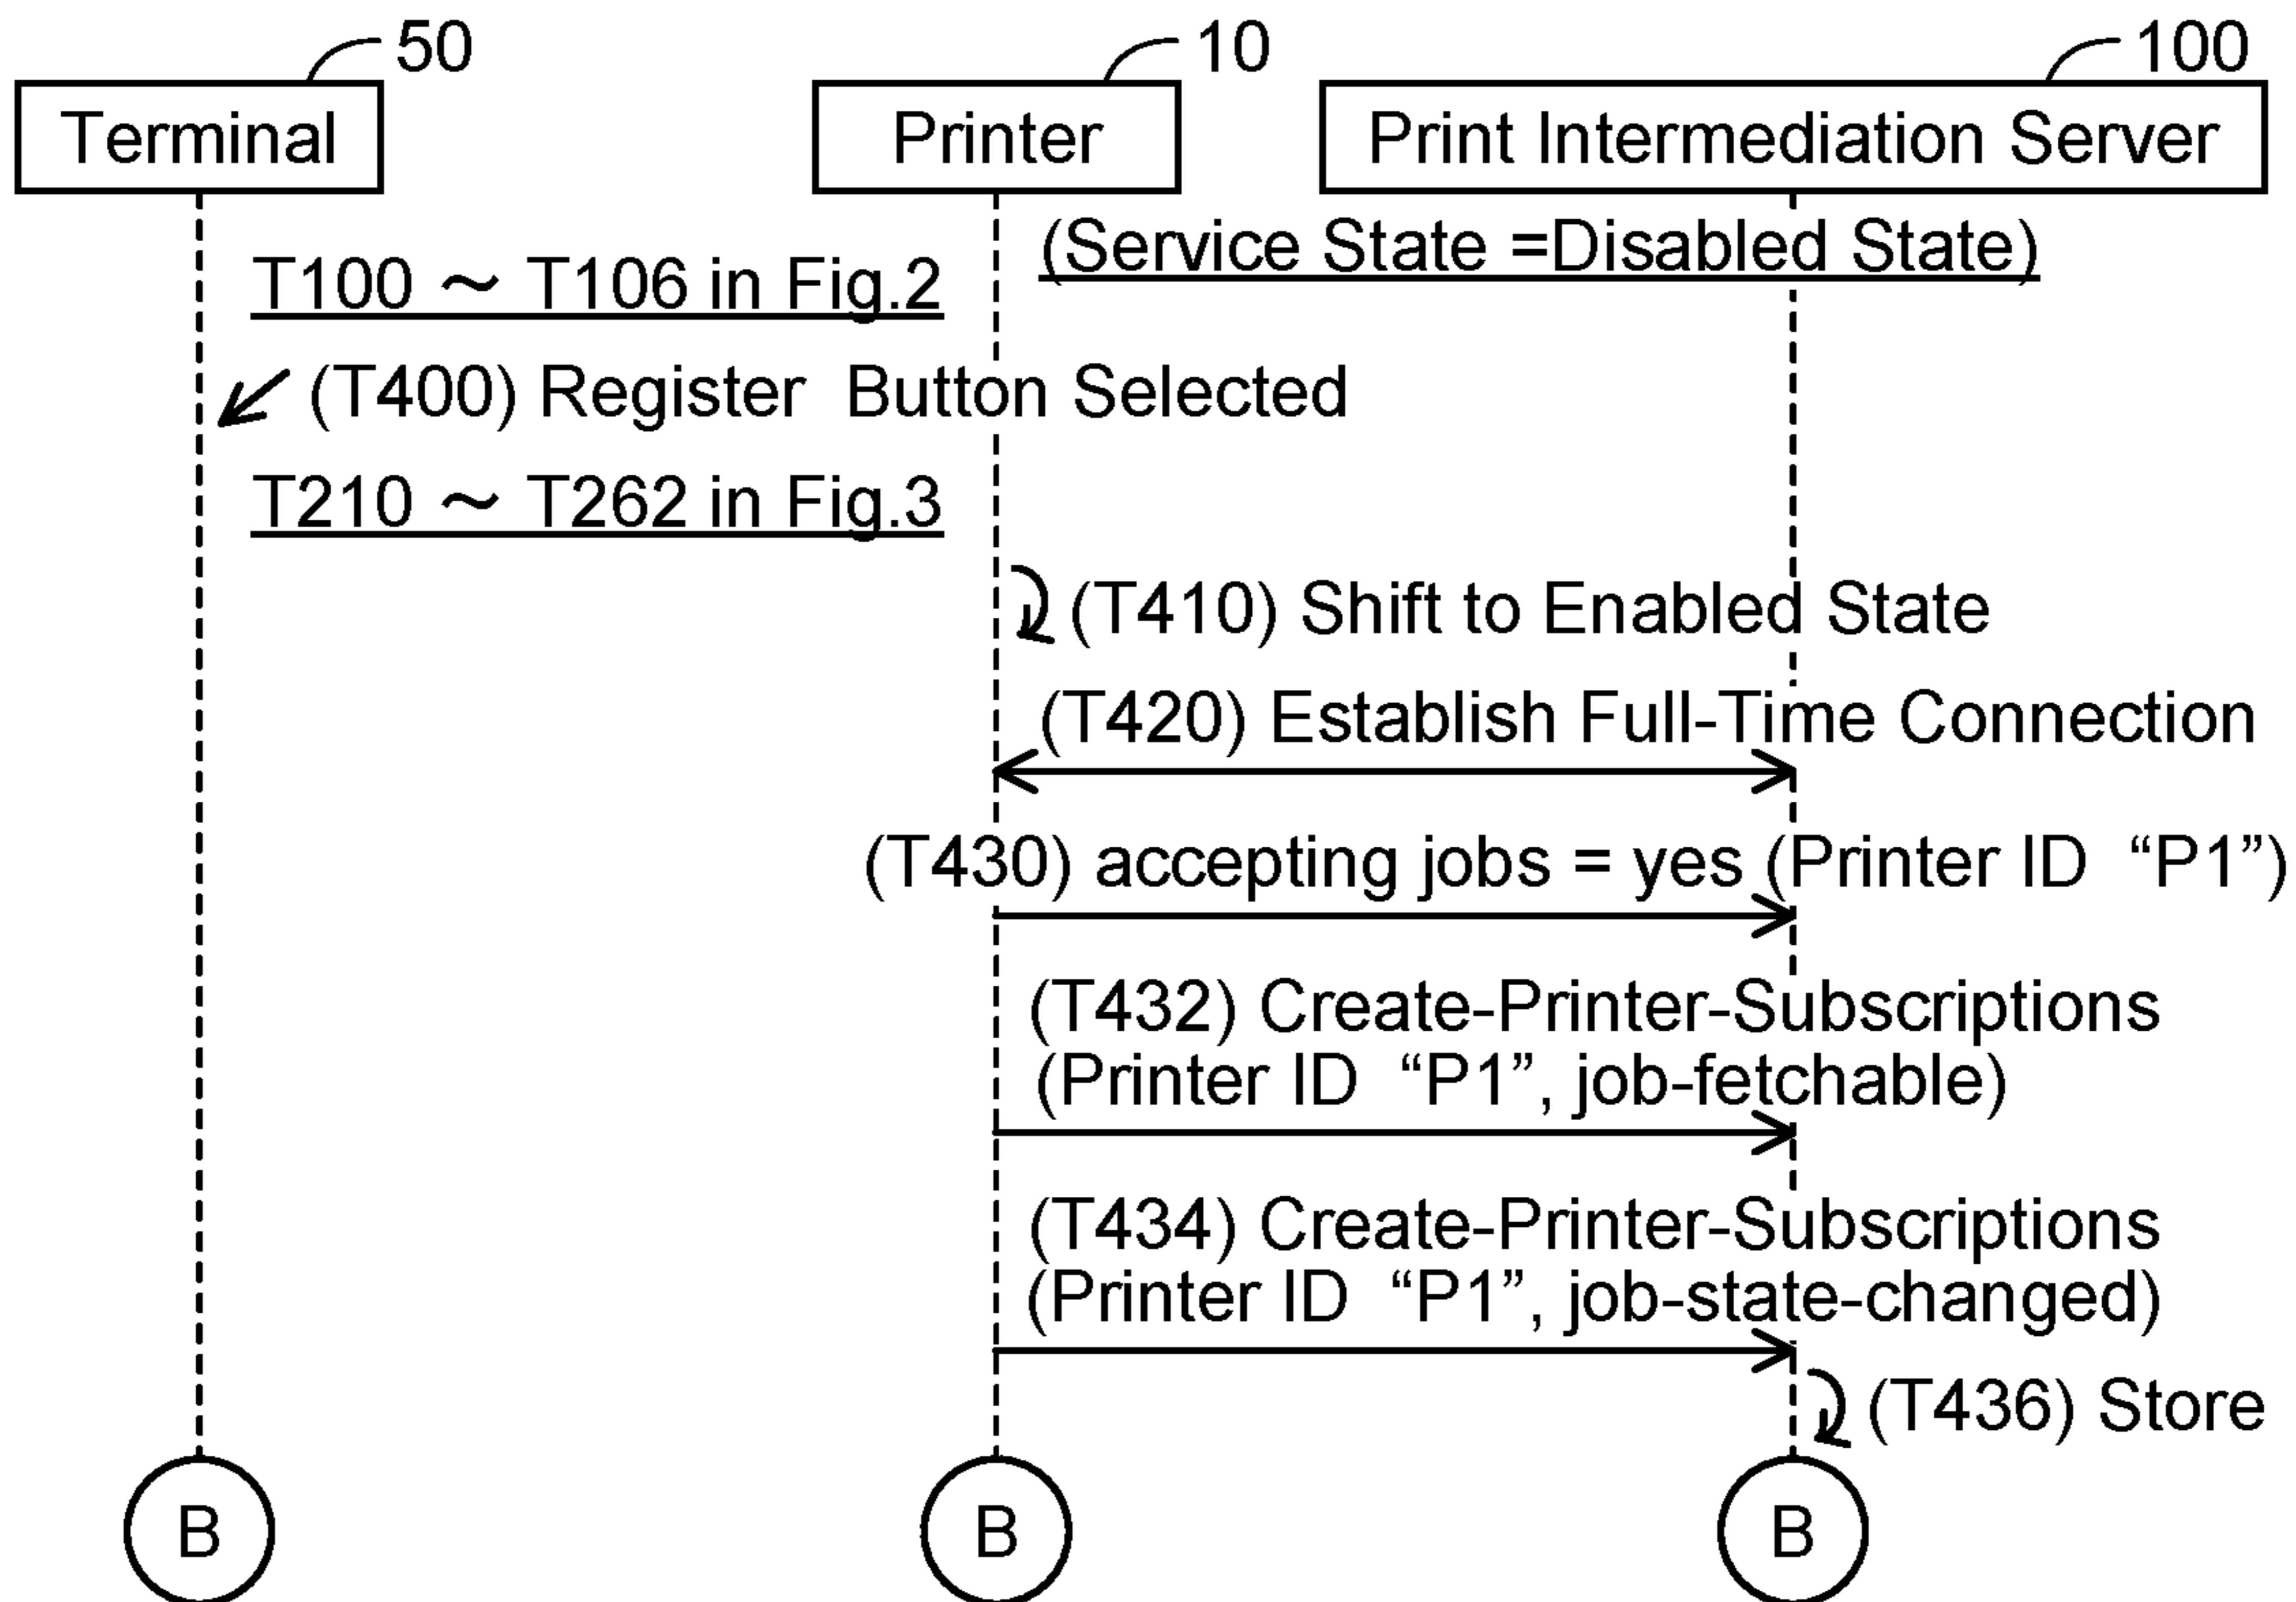 50
10
100
Terminal
Printer
Print Intermediation Server
(Service State =Disabled State)
T100 ~ T106 in Fig.2
(T400) Register Button Selected
T210 ~ T262 in Fig.3
(T410) Shift to Enabled State
(T420) Establish Full-Time Connection
(T430) accepting jobs = yes (Printer ID “P1”)
(T432) Create-Printer-Subscriptions
(Printer ID “P1”, job-fetchable)
(T434) Create-Printer-Subscriptions
(Printer ID “P1”, job-state-changed)
(T436) Store
B
B
B